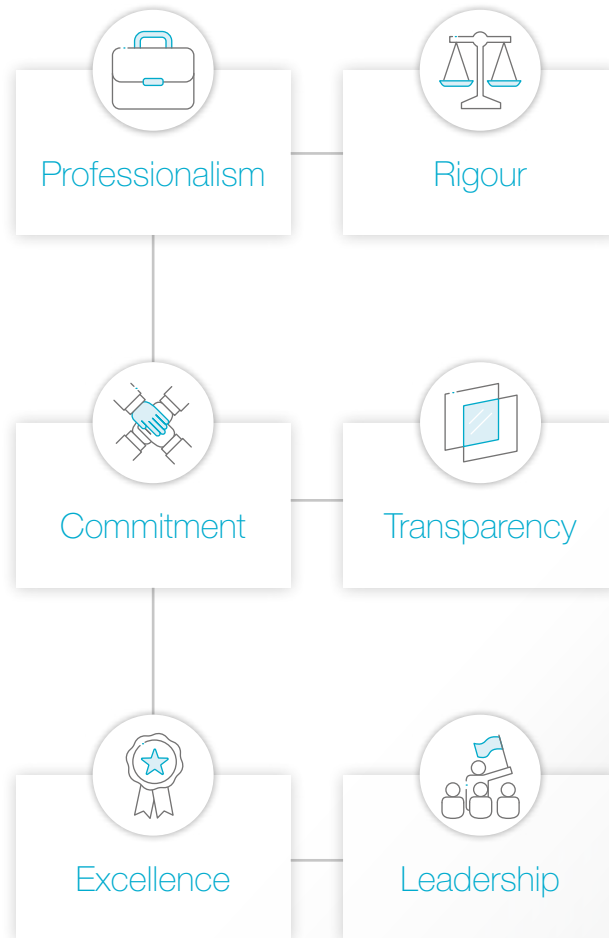 Professionalism
Rigour
Commitment
Transparency
Excellence
Leadership